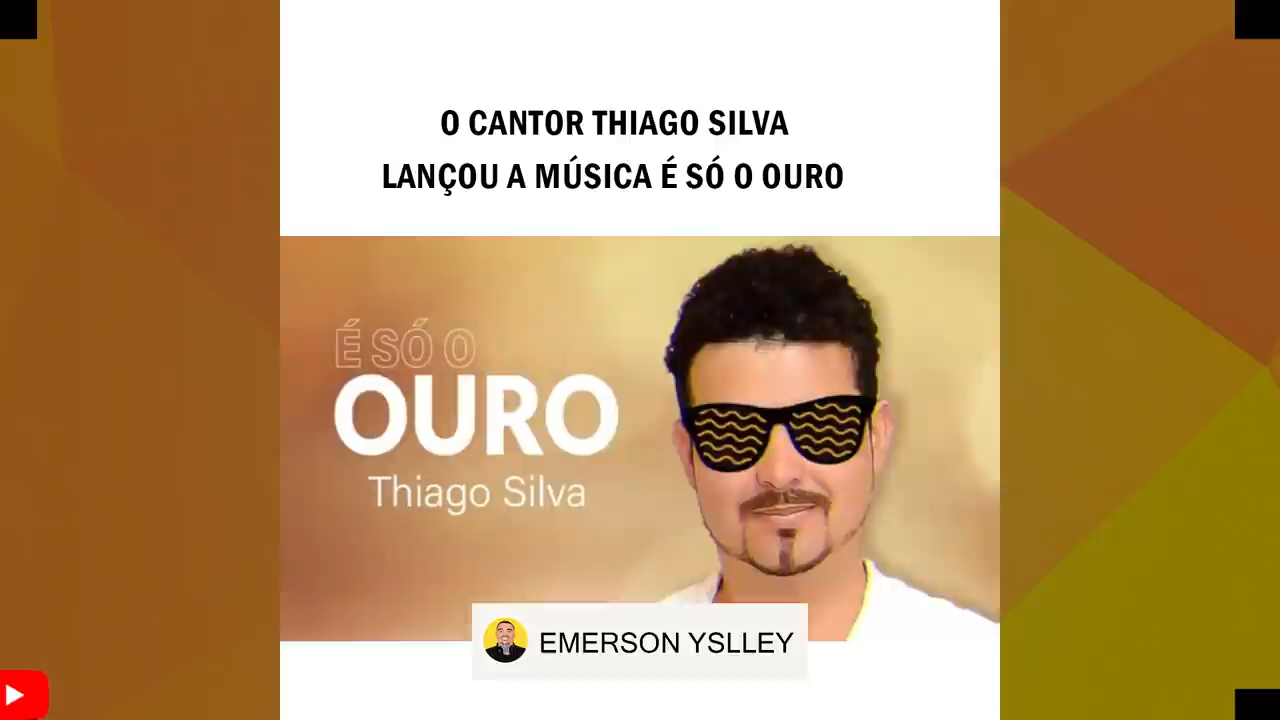 O CANTOR THIAGO SILVA
LANÇOU A MÚSICA É SÓ O OURO
É SÓ O
OURO
Thiago Silva
EMERSON YSLLEY